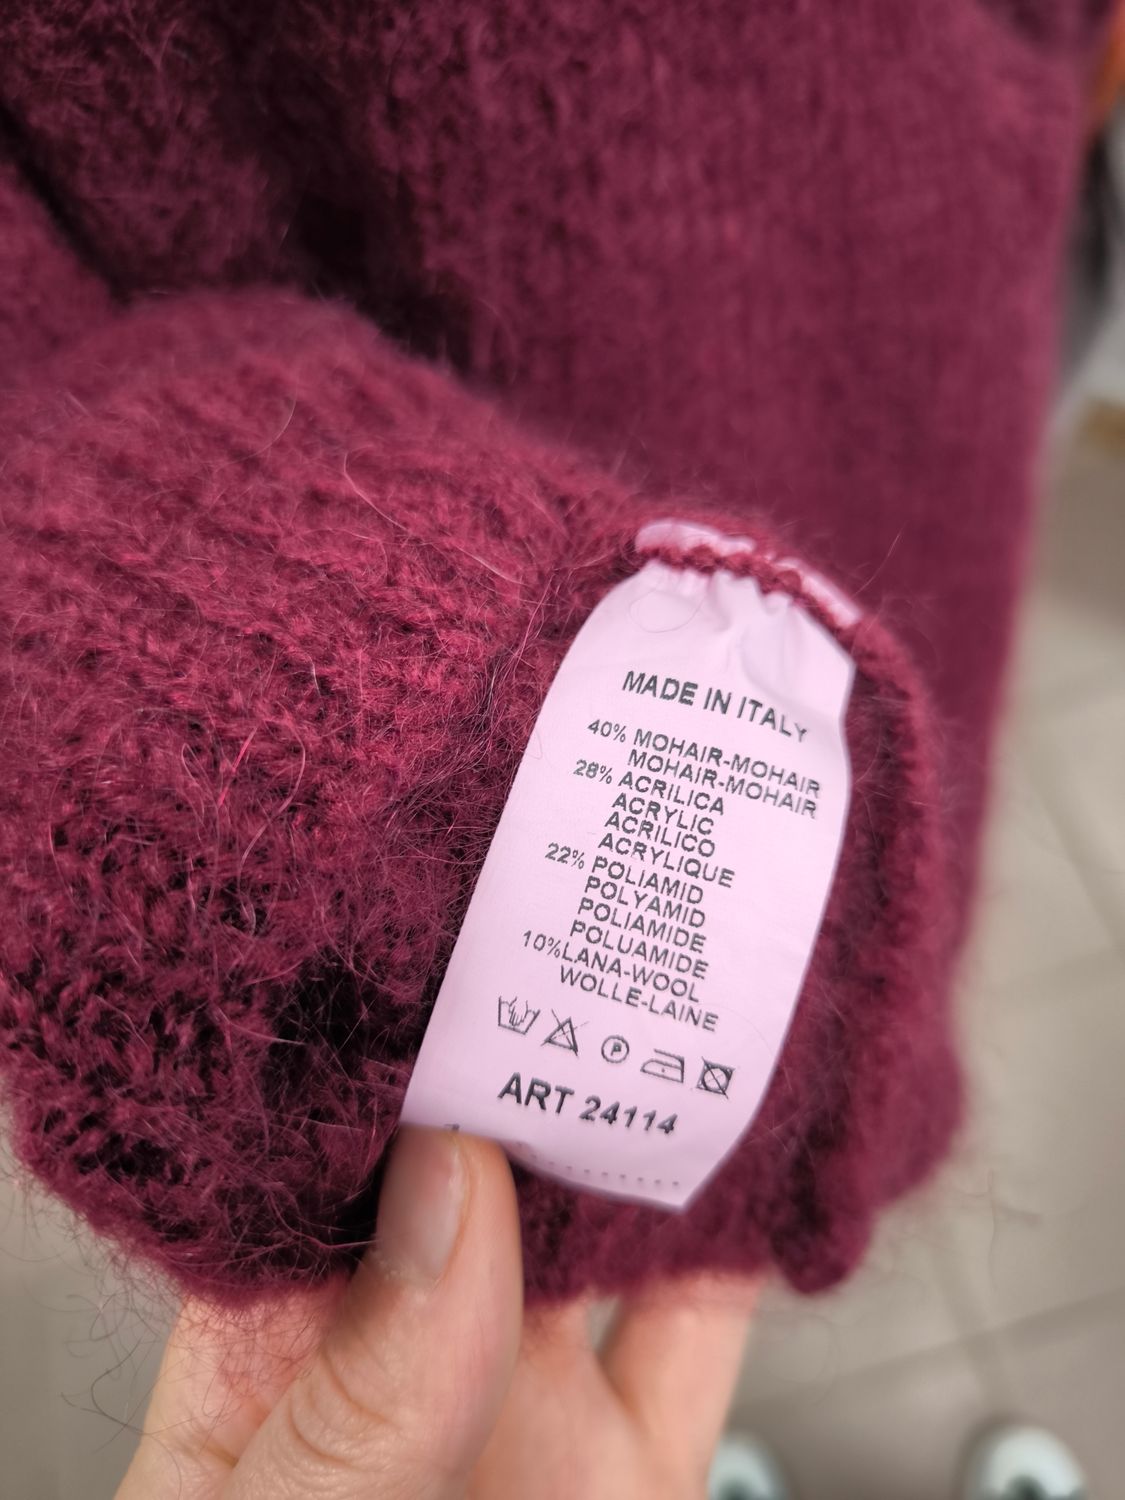 MADE IN ITALY
40% MOHAIR-MOHAIR
MOHAIR-MOHAIR
28% ACRILICA
ACRYLIC
ACRILICO
ACRYLIQUE
22% POLIAMID
POLYAMID
POLIAMIDE
POLUAMIDE
10%LANA-WOOL
WOLLE-LAINE
P
ART 24114